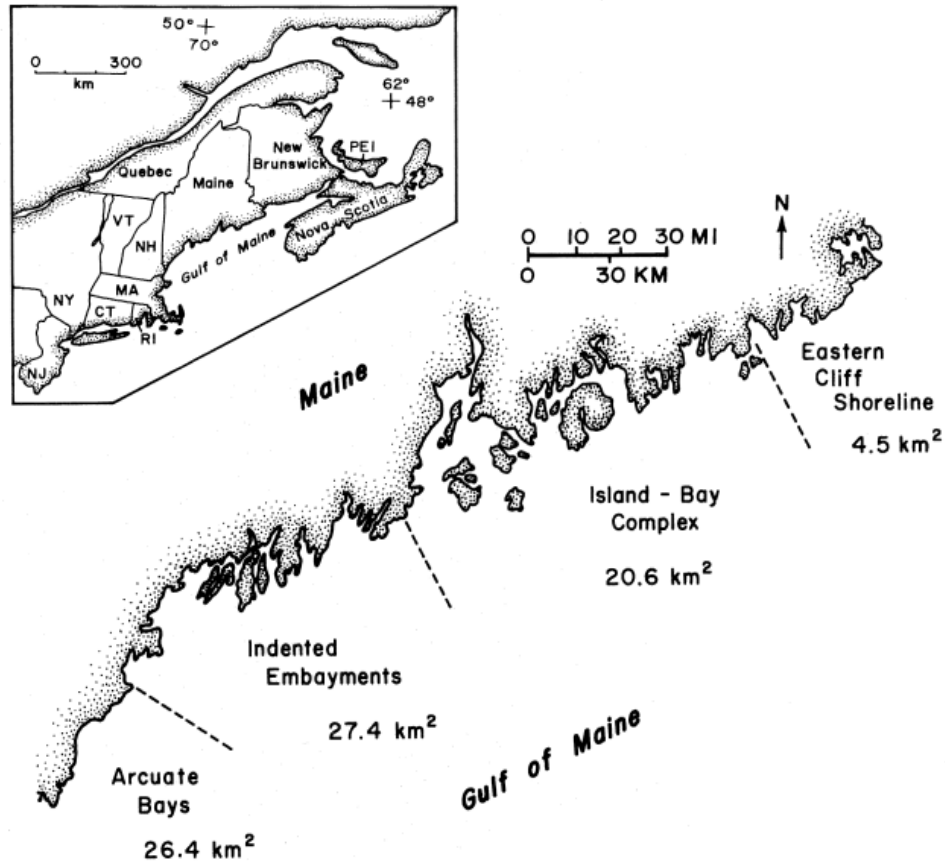 50°
70°
0 300
km
62°
48°
PEI
New
Brunswick
Quebec
Maine
Nova Scotia
VT
NH
Gulf of Maine
MA
NY
CT
RI
NJ
N
0 10 20 30 MI
0 30 KM
Maine
Eastern
Cliff
Shoreline
4.5 km²
Island - Bay
Complex
20.6 km²
Indented
Embayments
27.4 km²
Gulf of Maine
Arcuate
Bays
26.4 km²